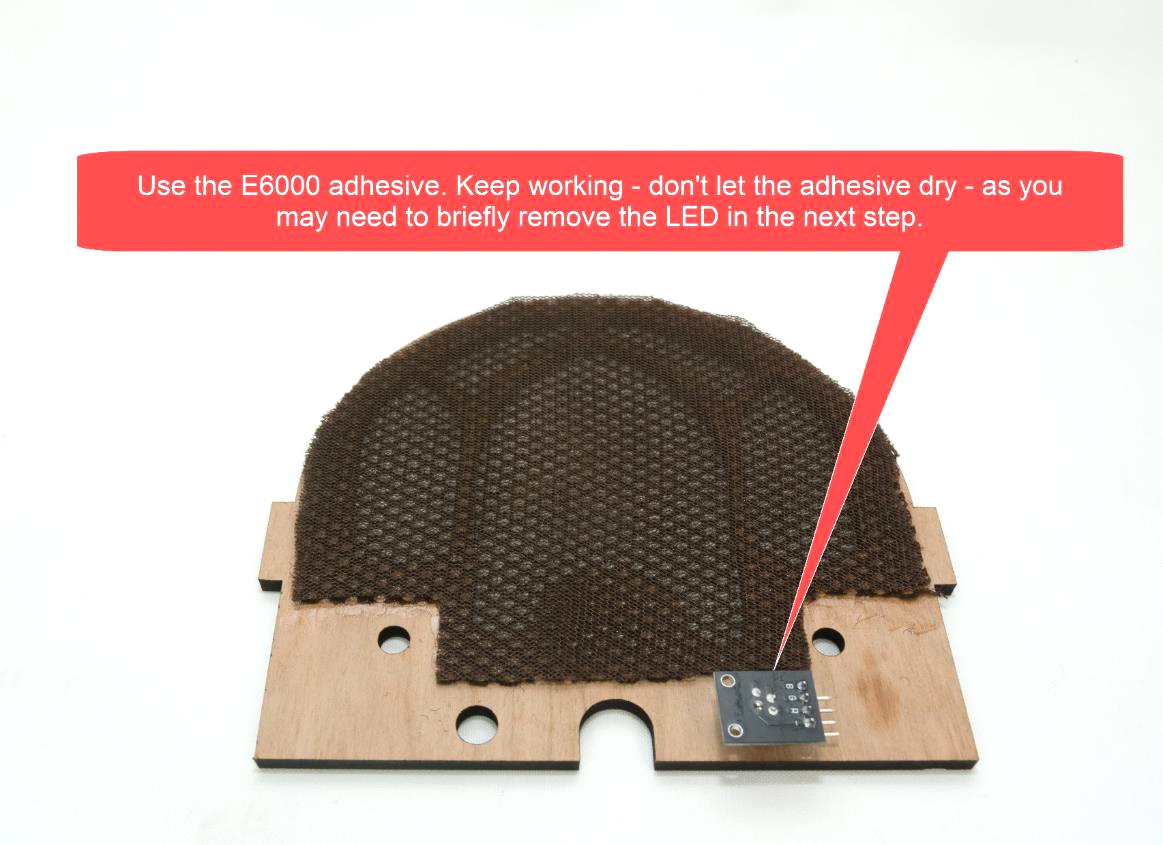 Use the E6000 adhesive. Keep working - don't let the adhesive dry - as you
may need to briefly remove the LED in the next step.
B
G
R